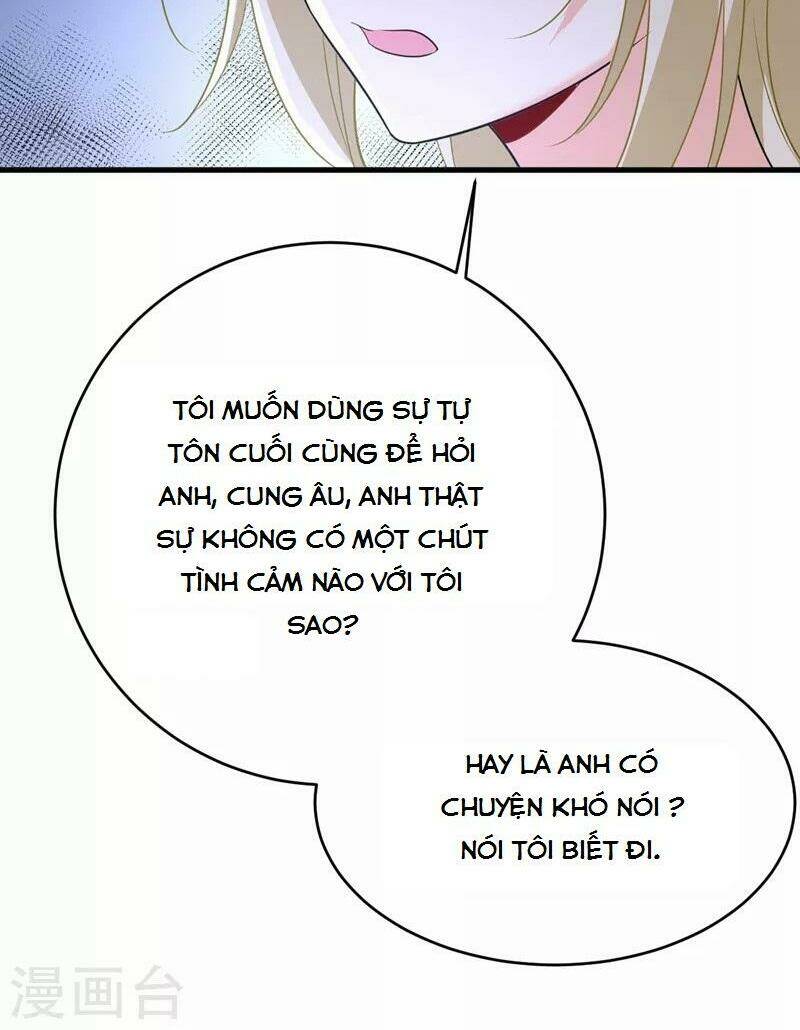 TÔI MUỐN DÙNG SỰ TỰ
TÔN CUỐI CÙNG ĐỂ HỎI
ANH, CUNG ÂU, ANH THẬT
SỰ KHÔNG CÓ MỘT CHÚT
TÌNH CẢM NÀO VỚI TÔI
SAO?
HAY LÀ ANH CÓ
CHUYỆN KHÓ NÓI ?
NÓI TÔI BIẾT ĐI.
漫画台